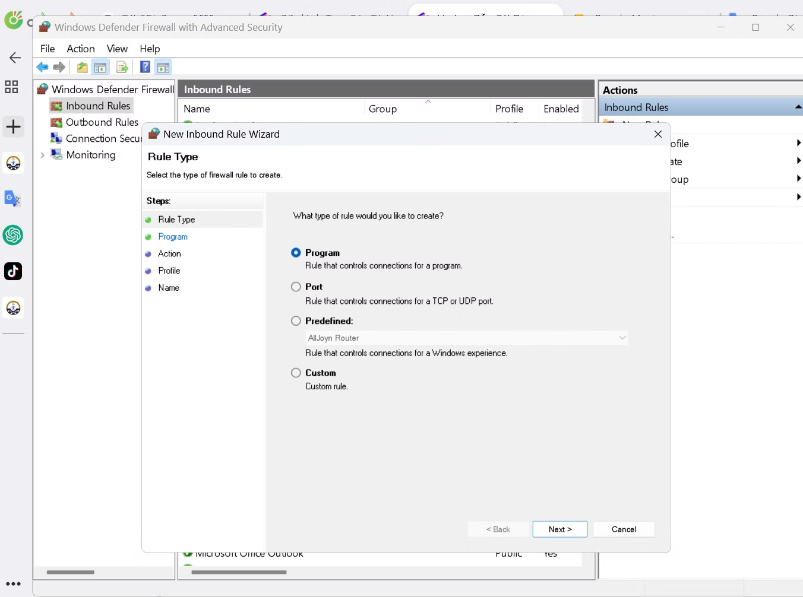 Windows Defender Firewall with Advanced Security
File Action View Help
Windows Defender Firewall
Inbound Rules
Outbound Rules
Connection Secu
Monitoring
Inbound Rules
Name Group Profile Enabled
Actions
Inbound Rules
New Inbound Rule Wizard
Rule Type
Select the type of firewall rule to create.
Steps:
Rule Type
Program
Action
Profile
Name
What type of rule would you like to create?
Program
Rule that controls connections for a program.
Port
Rule that controls connections for a TCP or UDP port.
Predefined:
AllJoyn Router
Rule that controls connections for a Windows experience.
Custom
Custom rule.
< Back Next > Cancel
ofile
ate
oup
Microsoft Office Outlook Public Yes